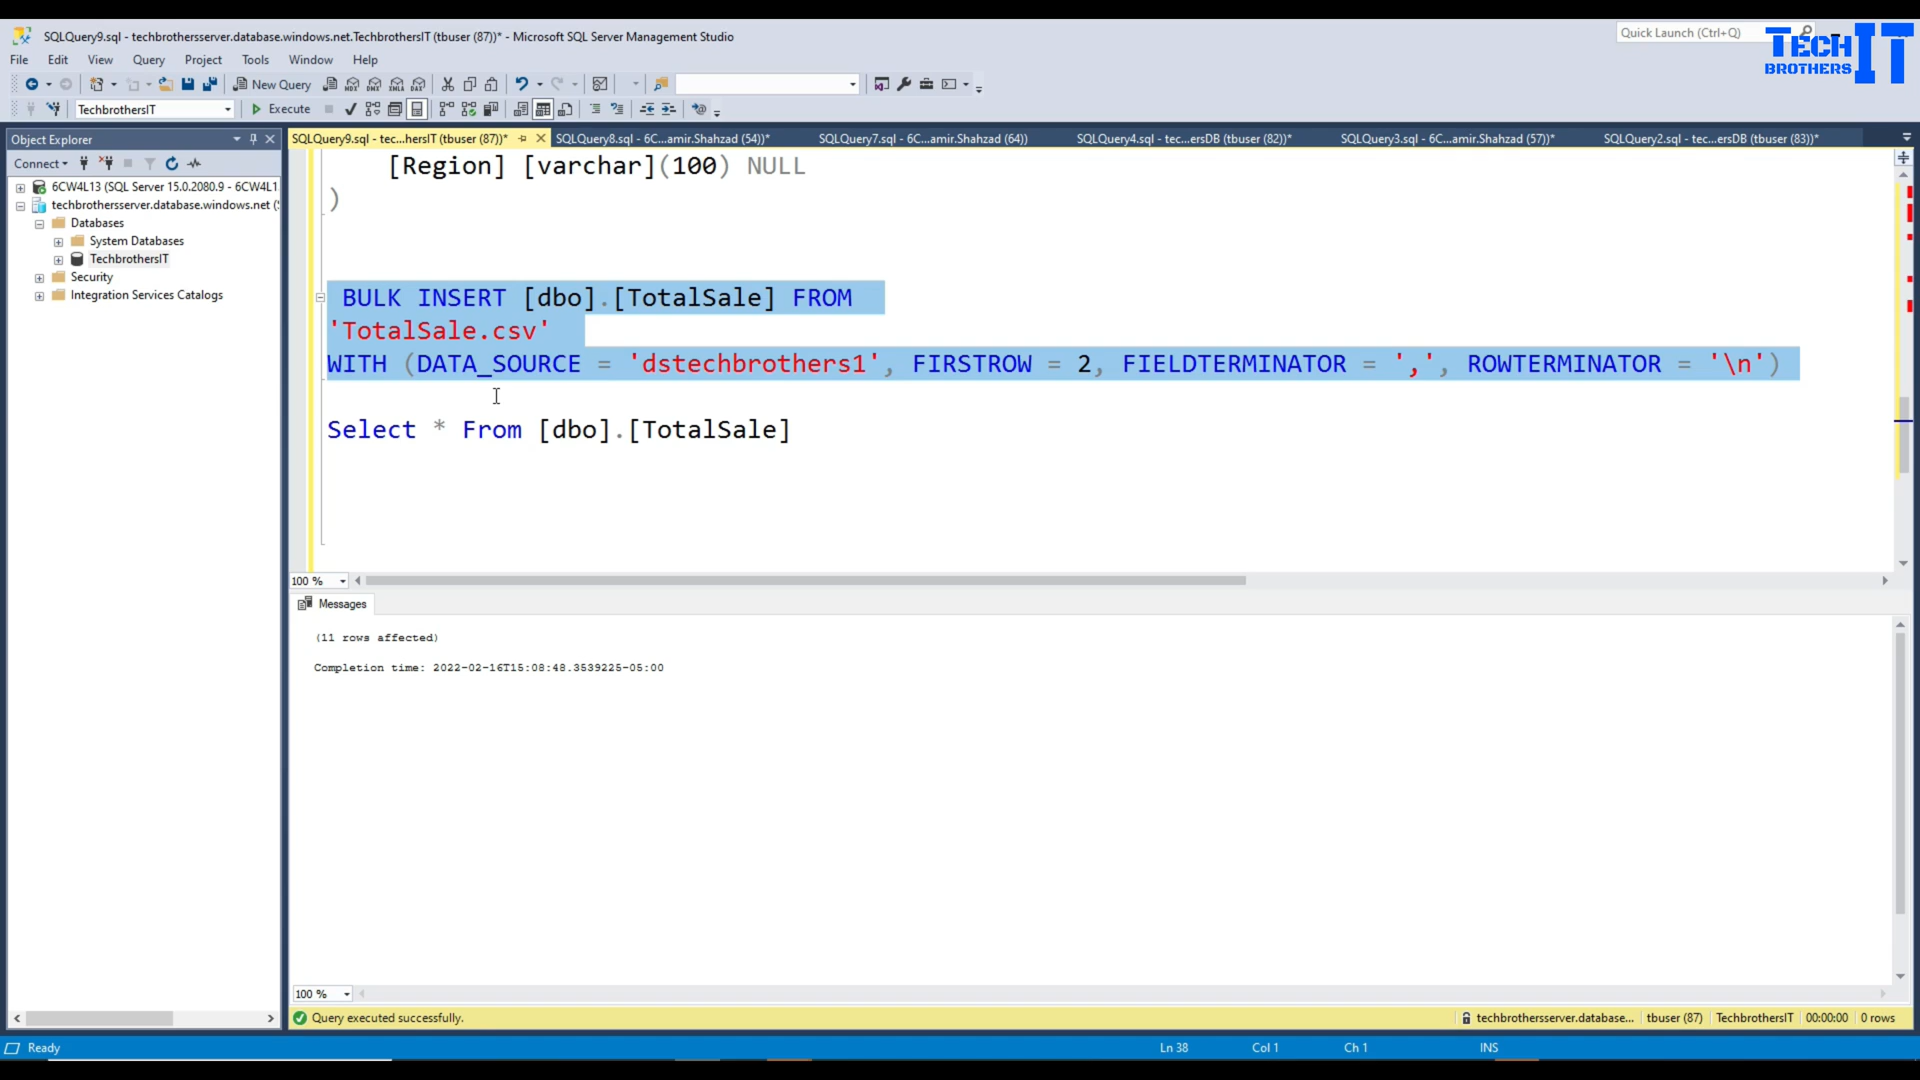 SQLQuery9.sql - techbrothersserver.database.windows.net.TechbrothersIT (tbuser (87))* - Microsoft SQL Server Management Studio
Quick Launch (Ctrl+Q)
TECH
BROTHERS
IT
File Edit View Query Project Tools Window Help
New Query
TechbrothersIT
Execute
Object Explorer
SQLQuery9.sql - tec...hersIT (tbuser (87))*
SQLQuery8.sql - 6C...amir.Shahzad (54))*
SQLQuery7.sql - 6C...amir.Shahzad (64))
SQLQuery4.sql - tec...ersDB (tbuser (82))*
SQLQuery3.sql - 6C...amir.Shahzad (57))*
SQLQuery2.sql - tec...ersDB (tbuser (83))*
Connect
6CW4L13 (SQL Server 15.0.2080.9 - 6CW4L1
techbrothersserver.database.windows.net (
Databases
System Databases
TechbrothersIT
Security
Integration Services Catalogs
[Region] [varchar](100) NULL
)
BULK INSERT [dbo].[TotalSale] FROM
'TotalSale.csv'
WITH (DATA_SOURCE = 'dstechbrothers1', FIRSTROW = 2, FIELDTERMINATOR = ',', ROWTERMINATOR = '\n')
Select * From [dbo].[TotalSale]
100 %
Messages
(11 rows affected)
Completion time: 2022-02-16T15:08:48.3539225-05:00
100 %
Query executed successfully.
techbrothersserver.database... tbuser (87) TechbrothersIT 00:00:00 0 rows
Ready
Ln 38 Col 1 Ch 1 INS